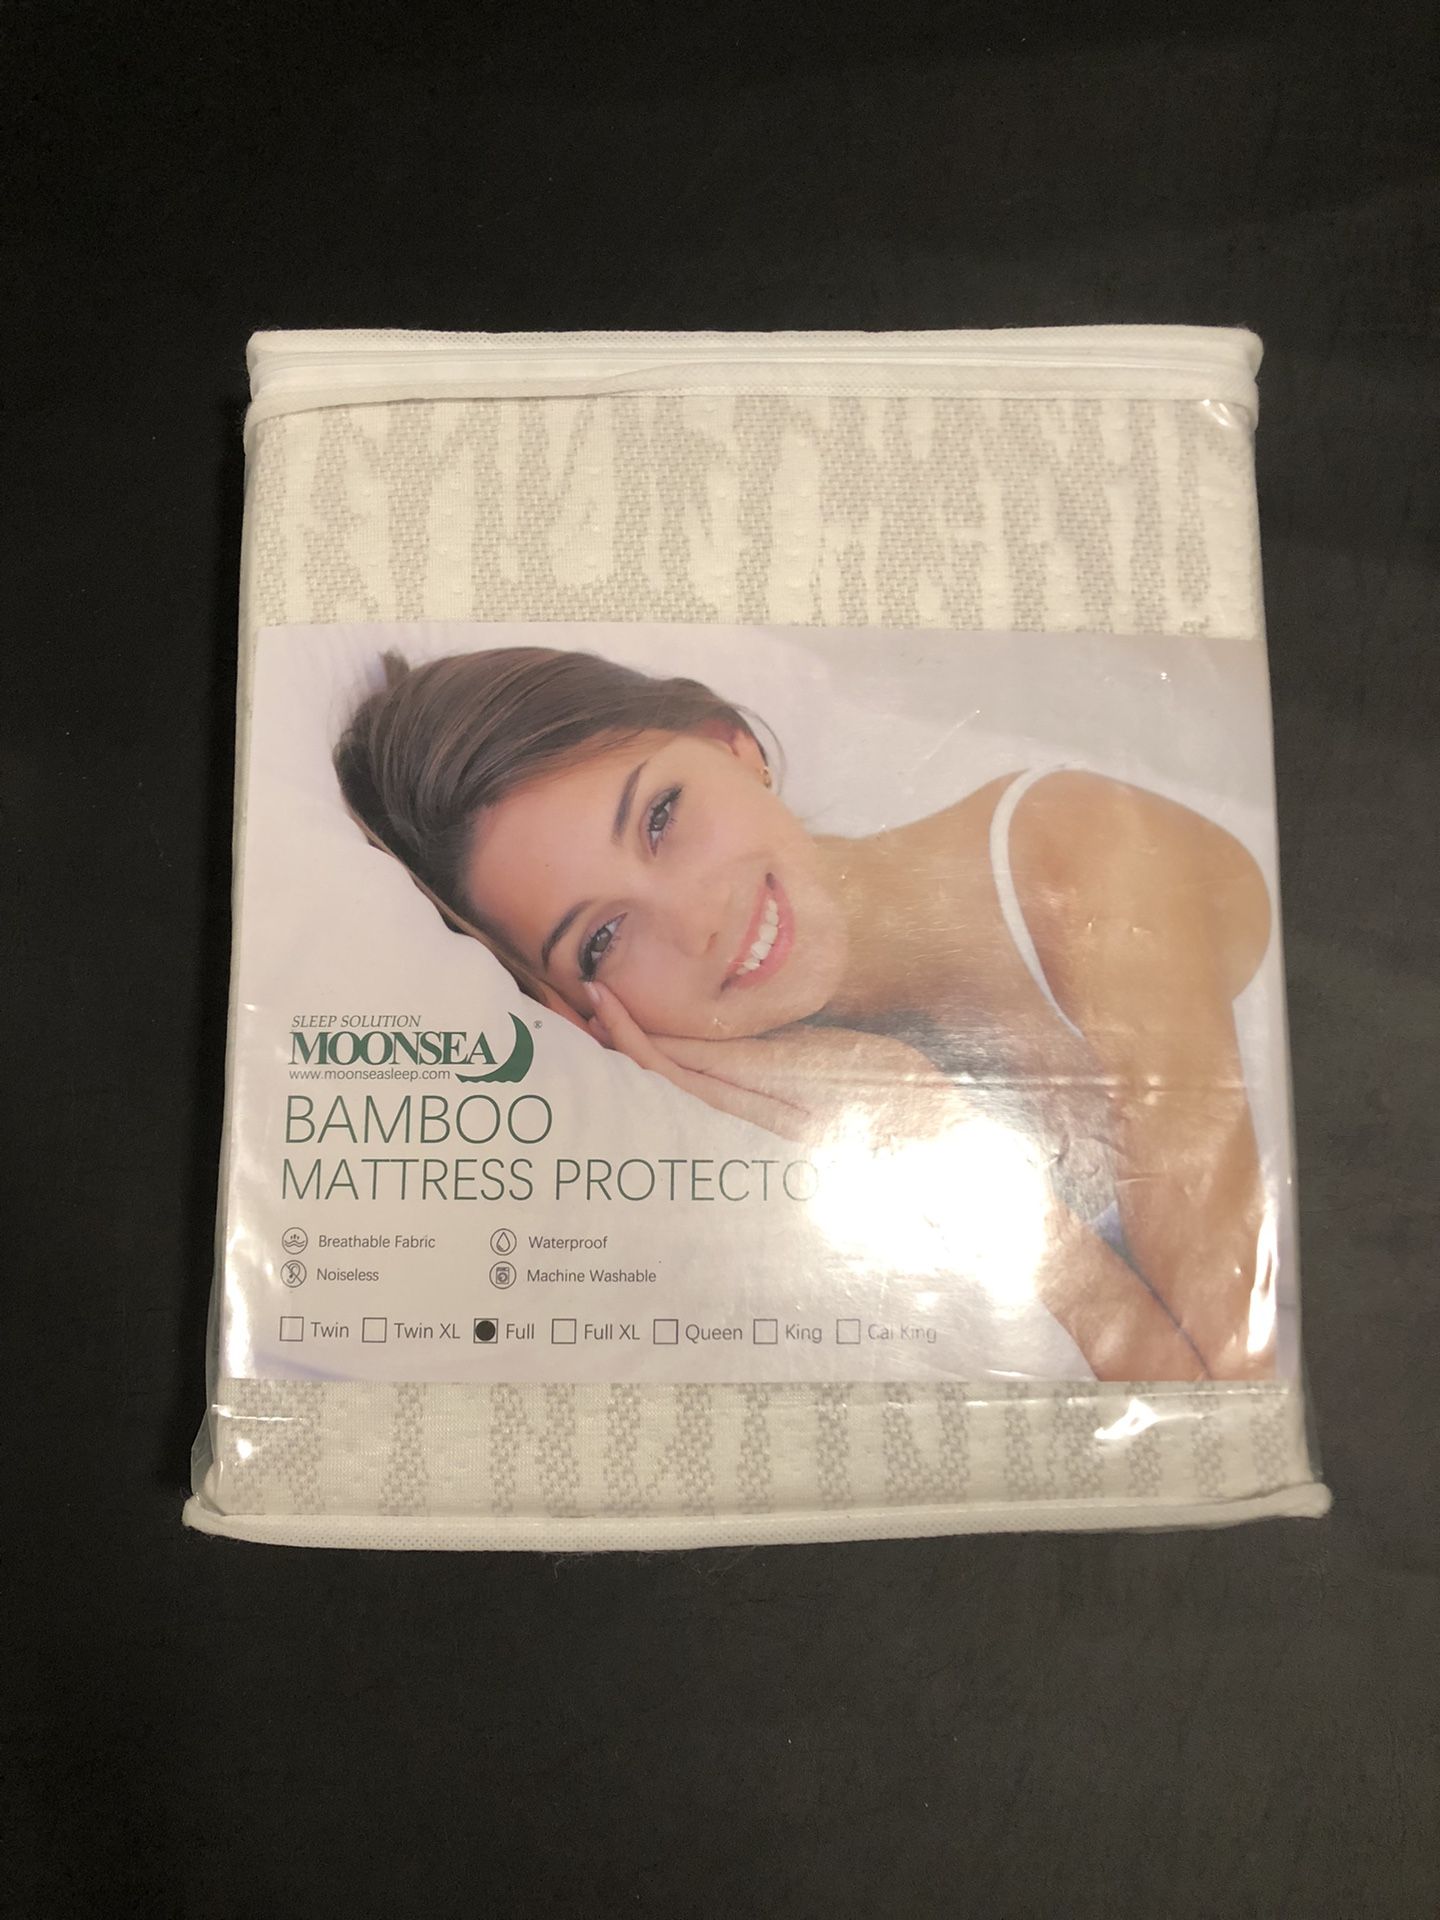 SLEEP SOLUTION
MOONSEA®
www.moonseasleep.com
BAMBOO
MATTRESS PROTECTO
Breathable Fabric Waterproof
Noiseless Machine Washable
Twin Twin XL Full Full XL Queen King Cal King